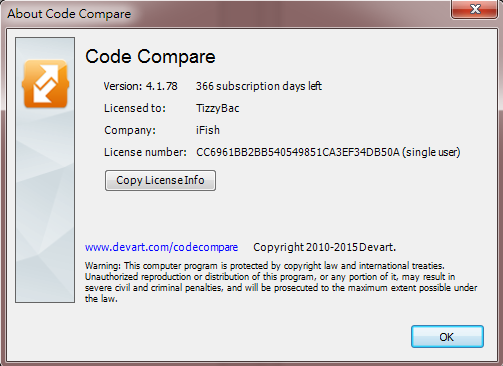 About Code Compare
Code Compare
Version: 4.1.78 366 subscription days left
Licensed to: TizzyBac
Company: iFish
License number: CC6961BB2BB540549851CA3EF34DB50A (single user)
Copy License Info
www.devart.com/codecompare Copyright 2010-2015 Devart.
Warning: This computer program is protected by copyright law and international treaties.
Unauthorized reproduction or distribution of this program, or any portion of it, may result in
severe civil and criminal penalties, and will be prosecuted to the maximum extent possible under
the law.
OK